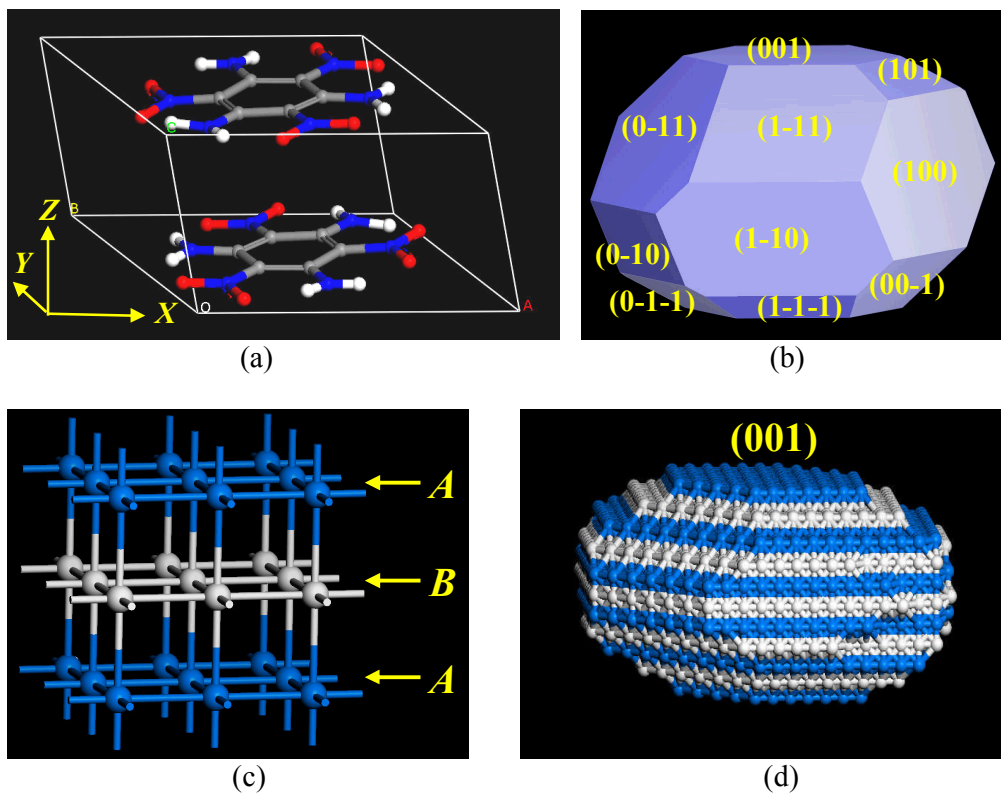 C
B
O
A
Z
Y
X
(a)
(001)
(101)
(0-11)
(1-11)
(100)
(0-10)
(1-10)
(00-1)
(0-1-1)
(1-1-1)
(b)
A
B
A
(c)
(001)
(d)